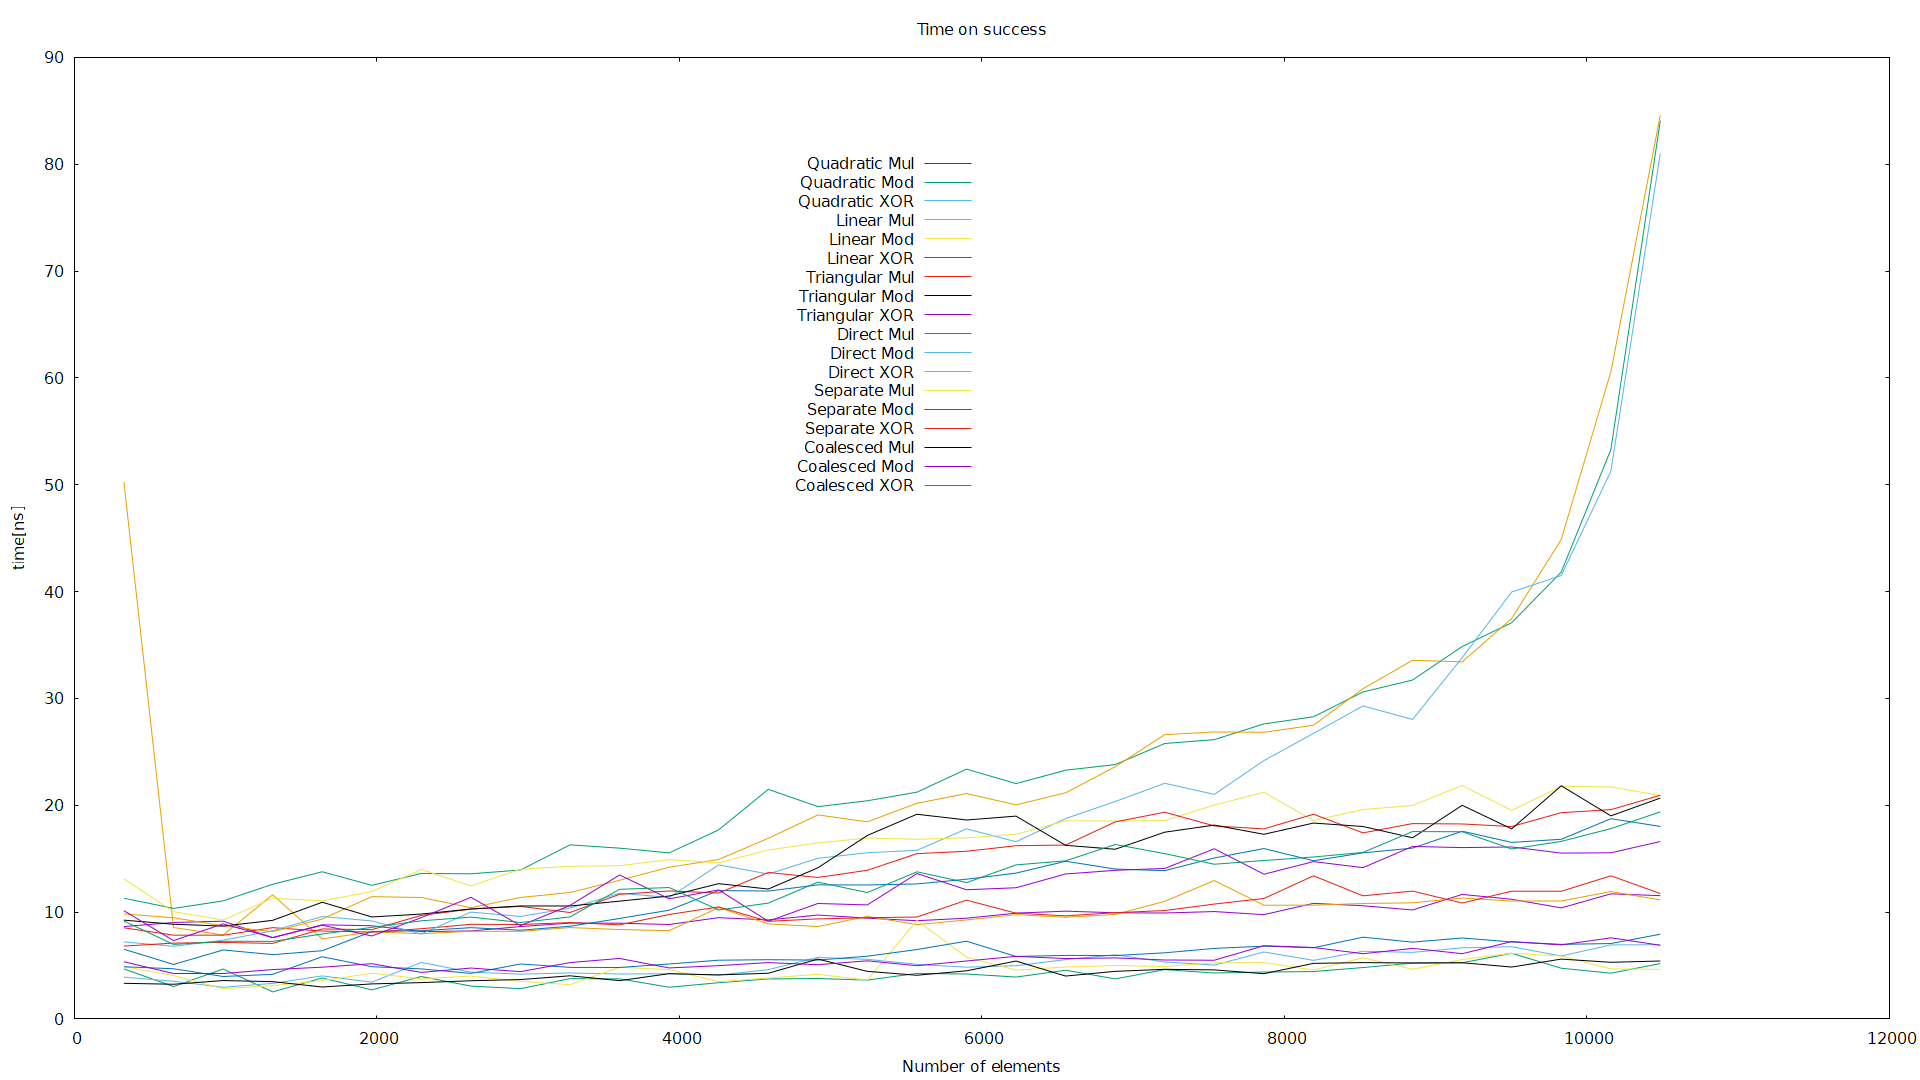 Time on success
90
80
70
60
50
40
30
20
10
0
time[ns]
Quadratic Mul
Quadratic Mod
Quadratic XOR
Linear Mul
Linear Mod
Linear XOR
Triangular Mul
Triangular Mod
Triangular XOR
Direct Mul
Direct Mod
Direct XOR
Separate Mul
Separate Mod
Separate XOR
Coalesced Mul
Coalesced Mod
Coalesced XOR
0 2000 4000 6000 8000 10000 12000
Number of elements